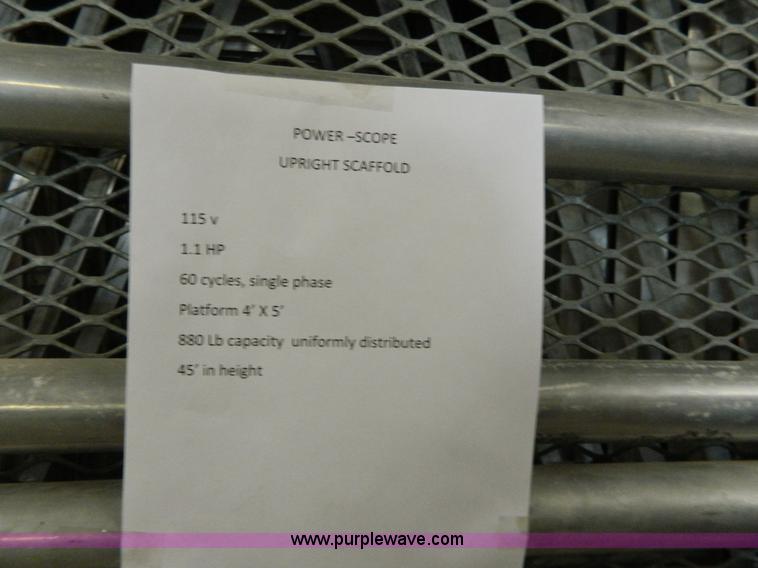 POWER –SCOPE
UPRIGHT SCAFFOLD
115 v
1.1 HP
60 cycles, single phase
Platform 4' X 5'
880 Lb capacity uniformly distributed
45' in height
www.purplewave.com